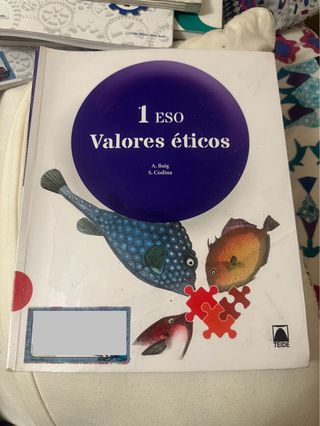 1 ESO
Valores éticos
A. Baig
S. Codina
TEIDE